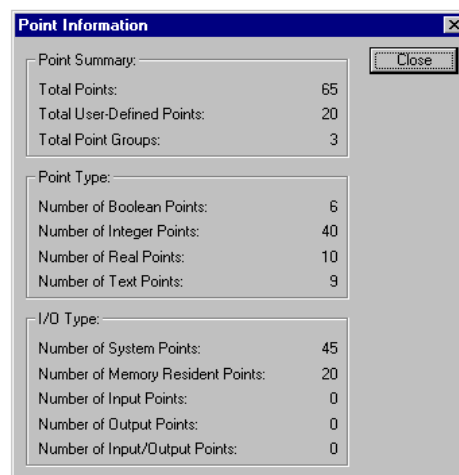 Point Information
Close
Point Summary:
Total Points: 65
Total User-Defined Points: 20
Total Point Groups: 3
Point Type:
Number of Boolean Points: 6
Number of Integer Points: 40
Number of Real Points: 10
Number of Text Points: 9
I/O Type:
Number of System Points: 45
Number of Memory Resident Points: 20
Number of Input Points: 0
Number of Output Points: 0
Number of Input/Output Points: 0